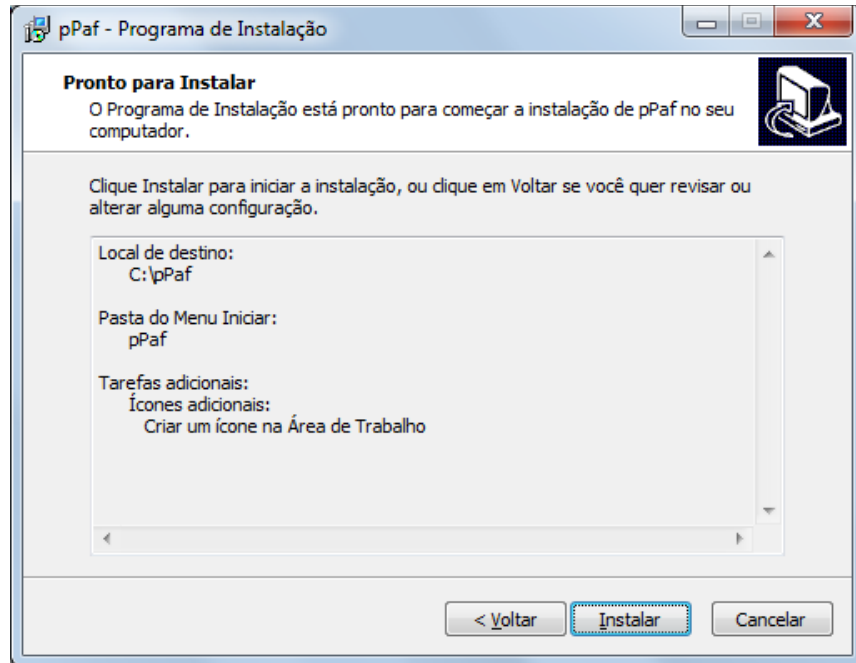 pPaf - Programa de Instalação
Pronto para Instalar
O Programa de Instalação está pronto para começar a instalação de pPaf no seu
computador.
Clique Instalar para iniciar a instalação, ou clique em Voltar se você quer revisar ou
alterar alguma configuração.
Local de destino:
C:\pPaf
Pasta do Menu Iniciar:
pPaf
Tarefas adicionais:
Ícones adicionais:
Criar um ícone na Área de Trabalho
< Voltar Instalar Cancelar